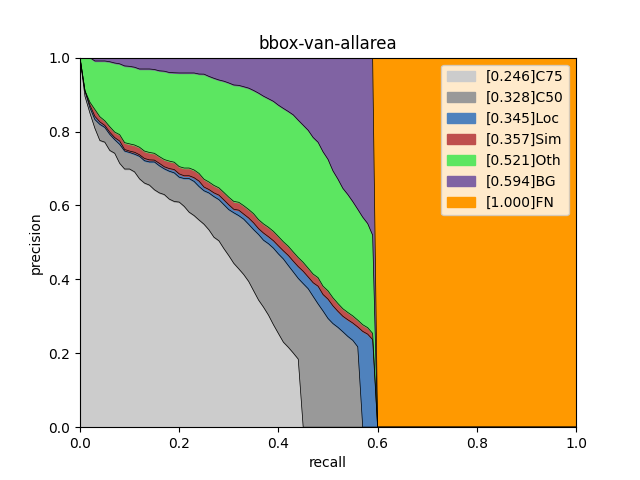 bbox-van-allarea
1.0
0.8
0.6
0.4
0.2
0.0
precision
[0.246]C75
[0.328]C50
[0.345]Loc
[0.357]Sim
[0.521]Oth
[0.594]BG
[1.000]FN
0.0 0.2 0.4 0.6 0.8 1.0
recall